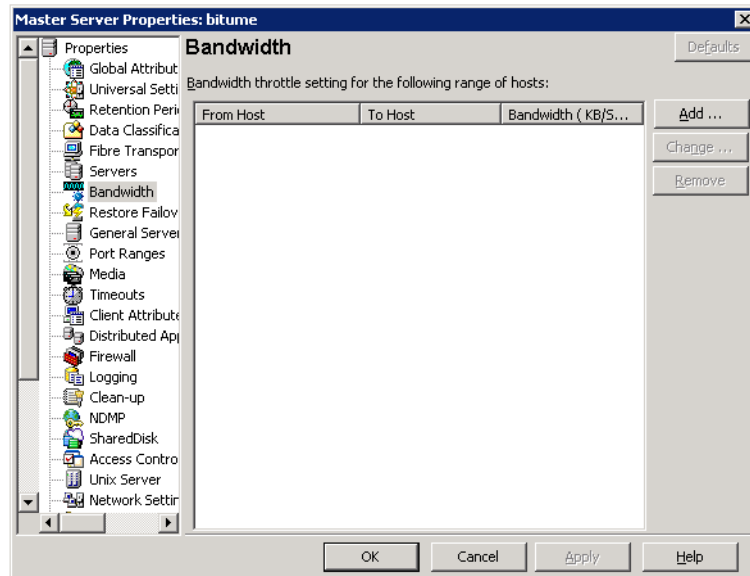 Master Server Properties: bitume
Properties
Global Attribut
Universal Setti
Retention Peri
Data Classifica
Fibre Transpor
Servers
Bandwidth
Restore Failov
General Server
Port Ranges
Media
Timeouts
Client Attribute
Distributed App
Firewall
Logging
Clean-up
NDMP
SharedDisk
Access Contro
Unix Server
Network Settin
Bandwidth
Defaults
Bandwidth throttle setting for the following range of hosts:
From Host To Host Bandwidth ( KB/S...
Add ...
Change ...
Remove
OK Cancel Apply Help